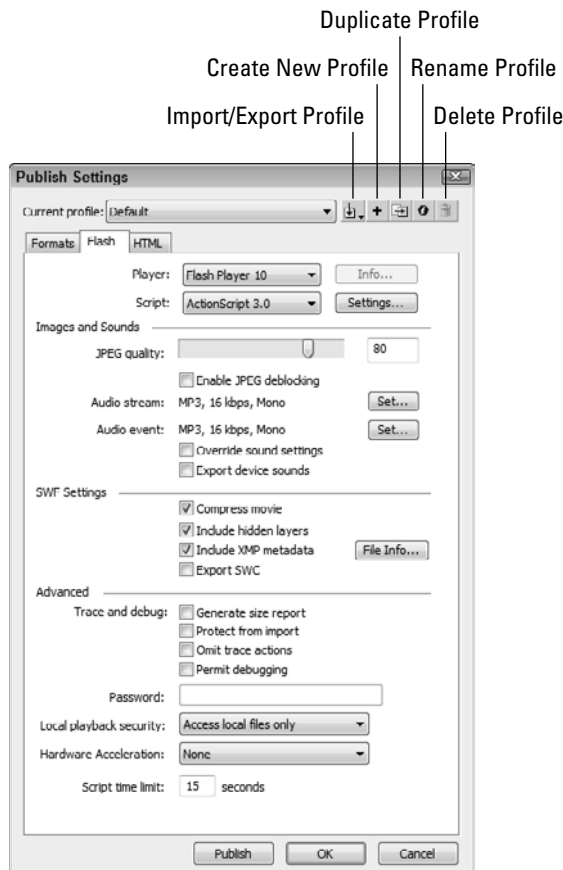 Duplicate Profile
Create New Profile Rename Profile
Import/Export Profile Delete Profile
Publish Settings
Current profile: Default
Formats Flash HTML
Player: Flash Player 10 Info...
Script: ActionScript 3.0 Settings...
Images and Sounds
JPEG quality: 80
Enable JPEG deblocking
Audio stream: MP3, 16 kbps, Mono Set...
Audio event: MP3, 16 kbps, Mono Set...
Override sound settings
Export device sounds
SWF Settings
Compress movie
Include hidden layers
Include XMP metadata File Info...
Export SWC
Advanced
Trace and debug: Generate size report
Protect from import
Omit trace actions
Permit debugging
Password:
Local playback security: Access local files only
Hardware Acceleration: None
Script time limit: 15 seconds
Publish OK Cancel